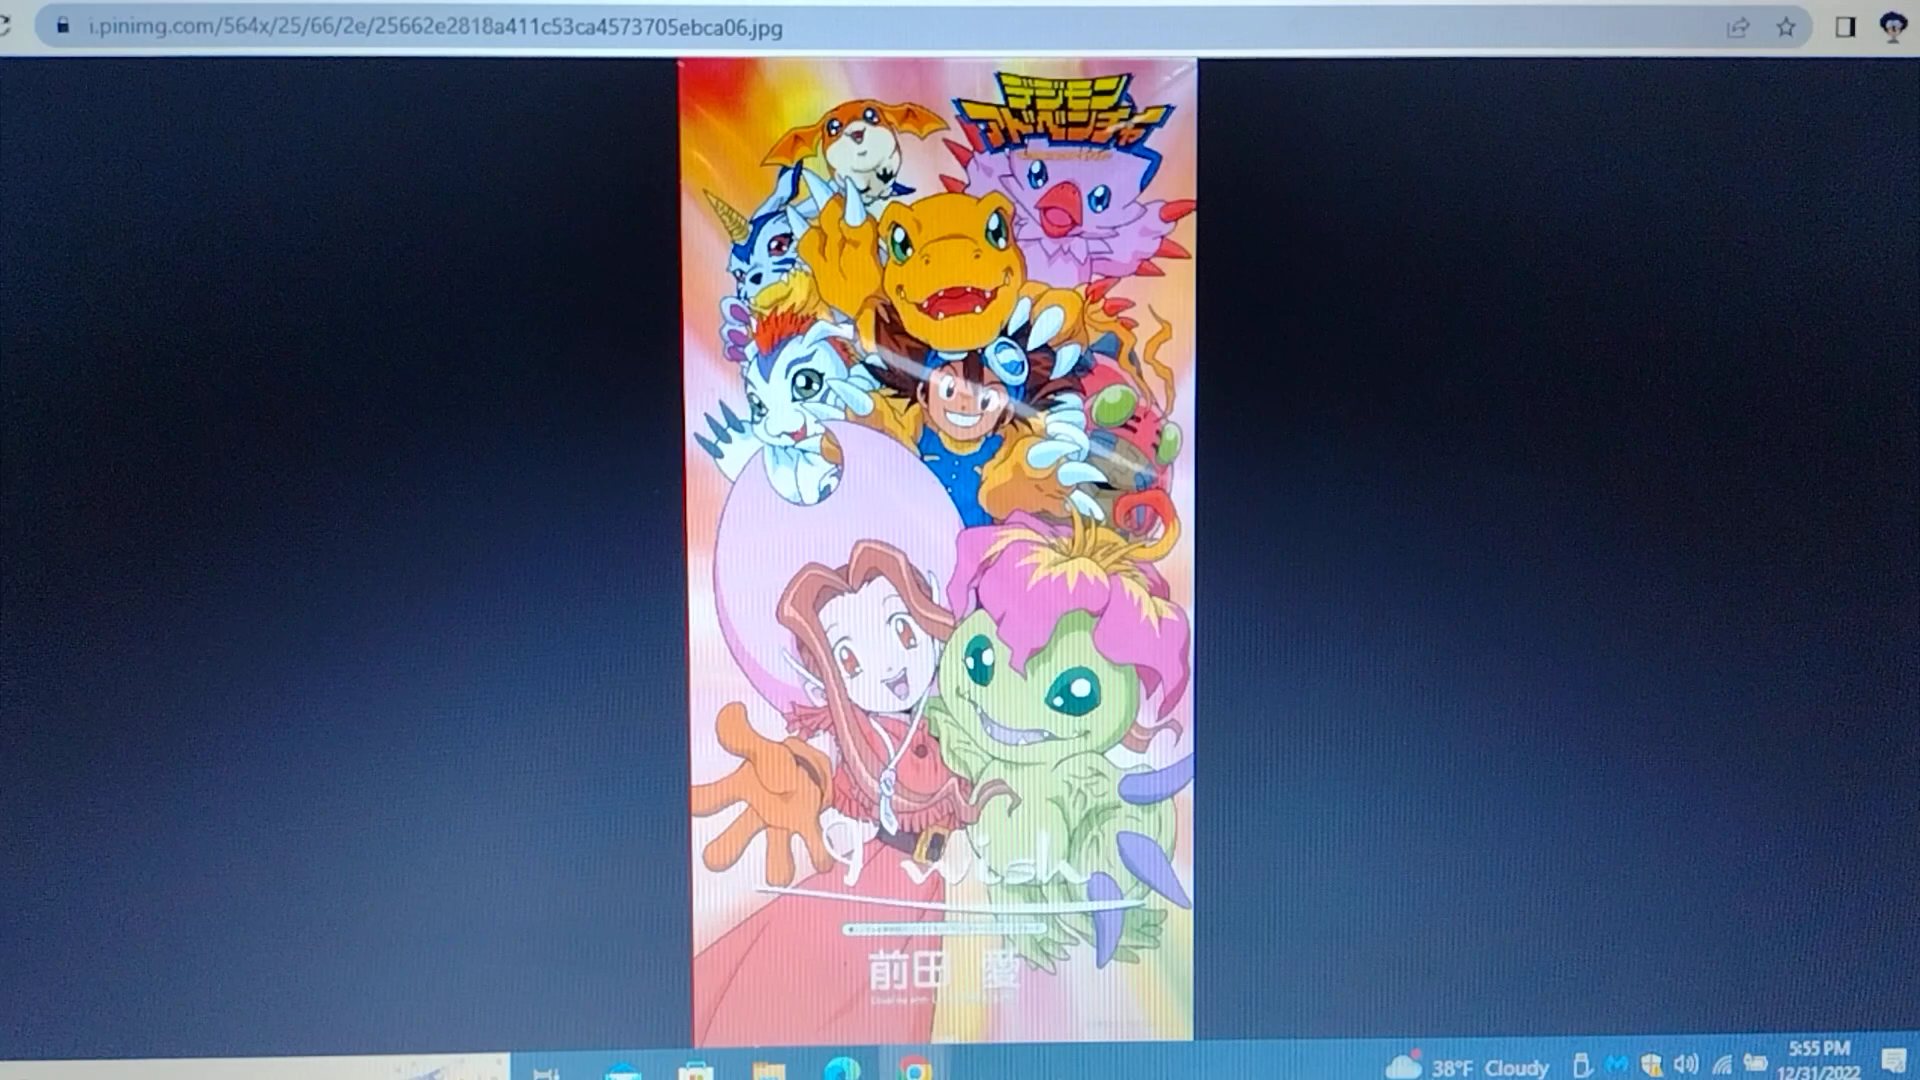 i.pinimg.com/564x/25/66/2e/25662e2818a411c53ca4573705ebca06.jpg
デジモン
アドベンチャー
I wish
前田 愛
38°F Cloudy
5:55 PM
12/31/2022